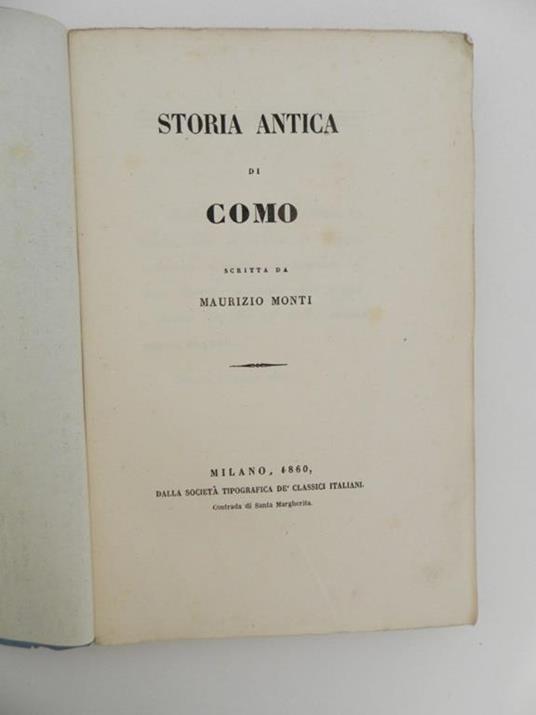 STORIA ANTICA
DI
COMO
SCRITTA DA
MAURIZIO MONTI
MILANO, 1860,
DALLA SOCIETÀ TIPOGRAFICA DE' CLASSICI ITALIANI.
Contrada di Santa Margherita.